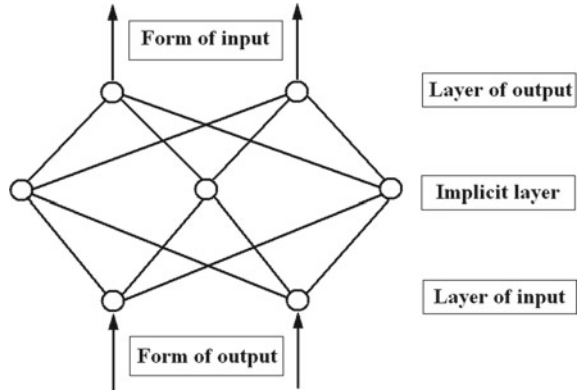 Form of input
Layer of output
Implicit layer
Layer of input
Form of output